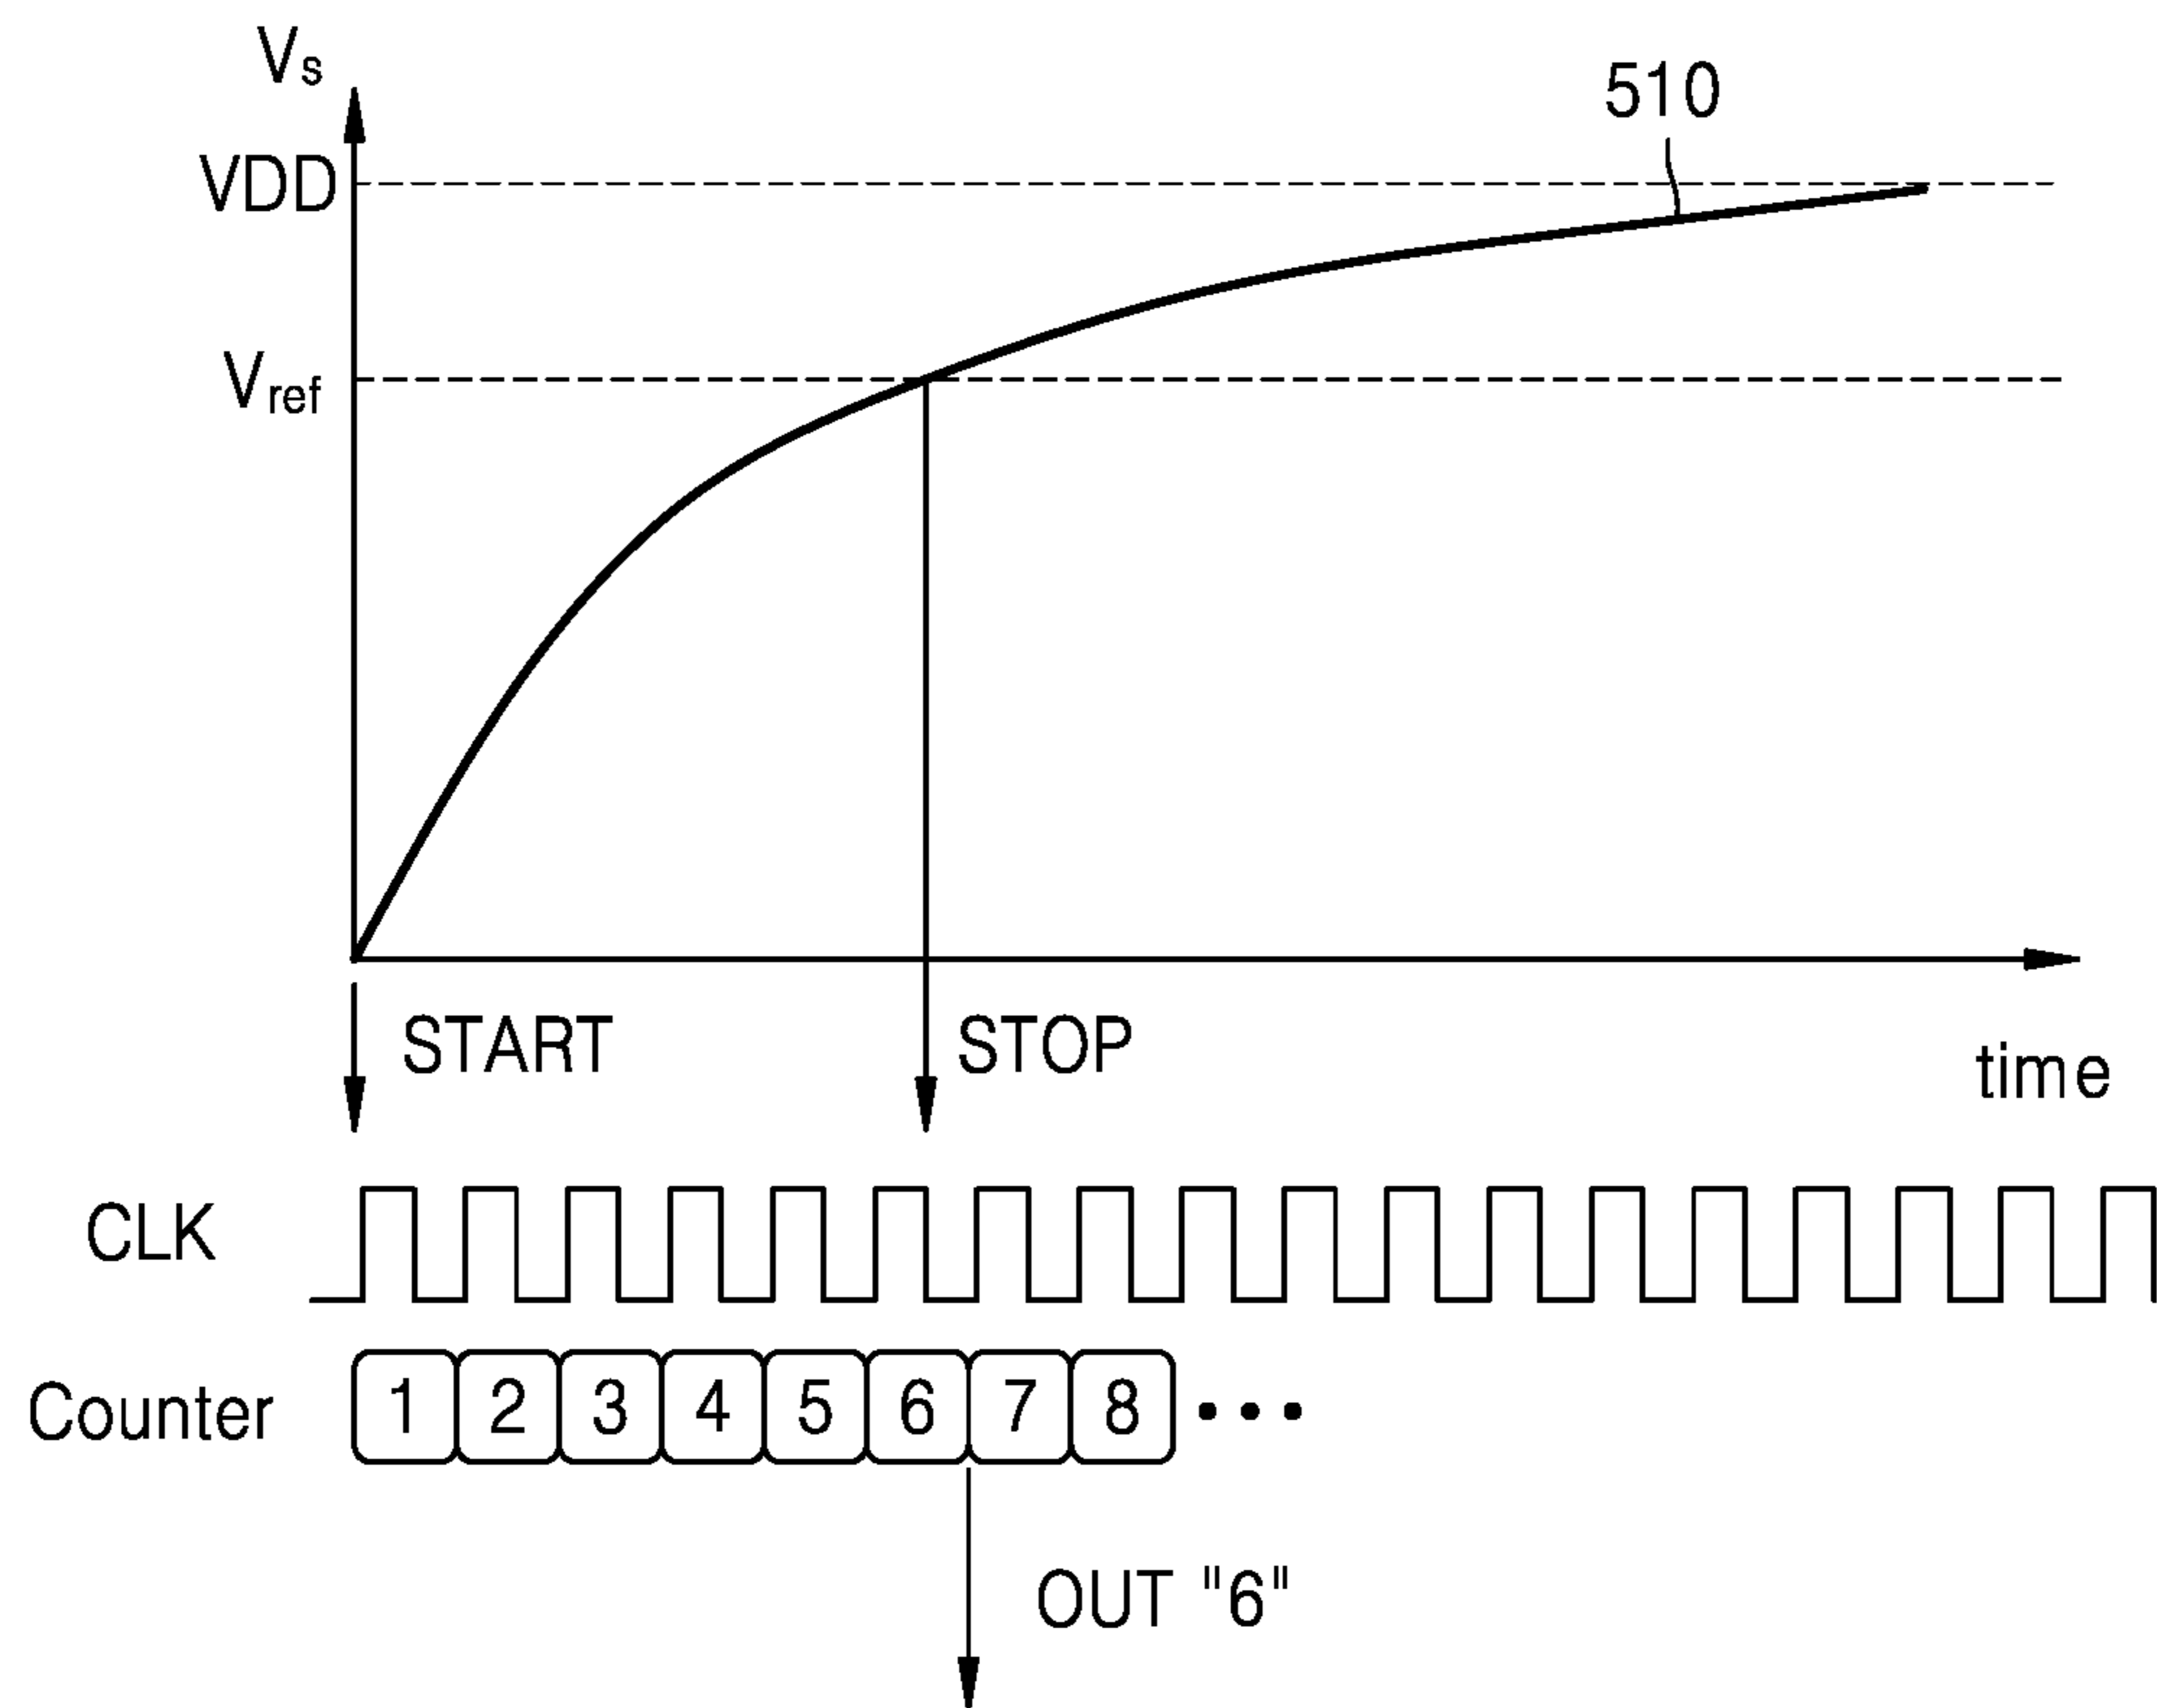 Vs
510
VDD
Vref
START
STOP
time
CLK
Counter
1 2 3 4 5 6 7 8 •••
OUT "6"